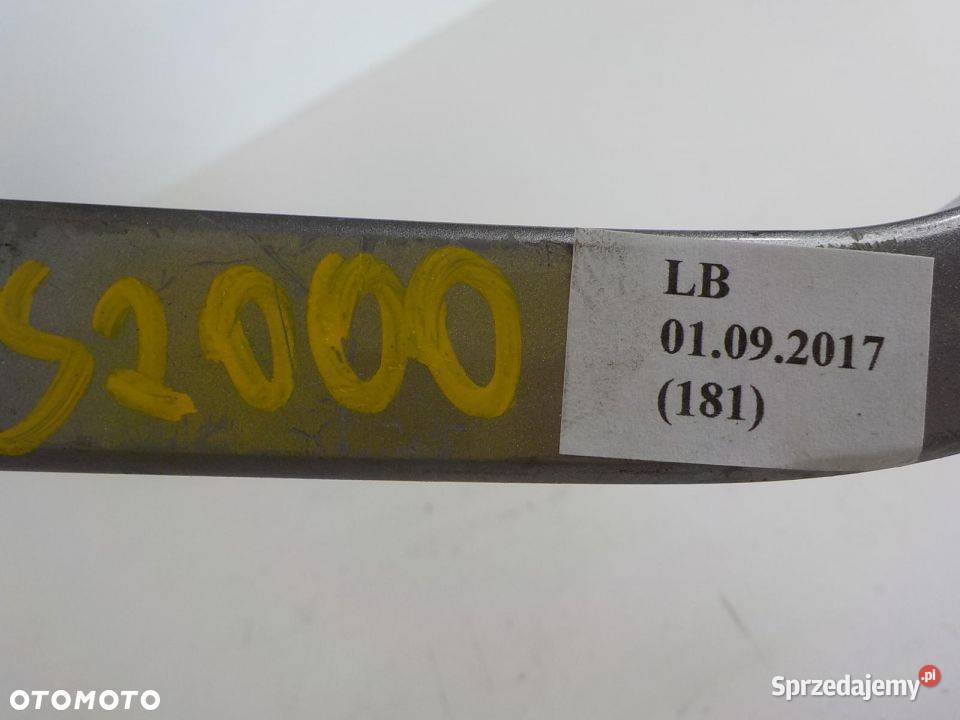 S2000
LB
01.09.2017
(181)
OTOMOTO
Sprzedajemy.pl